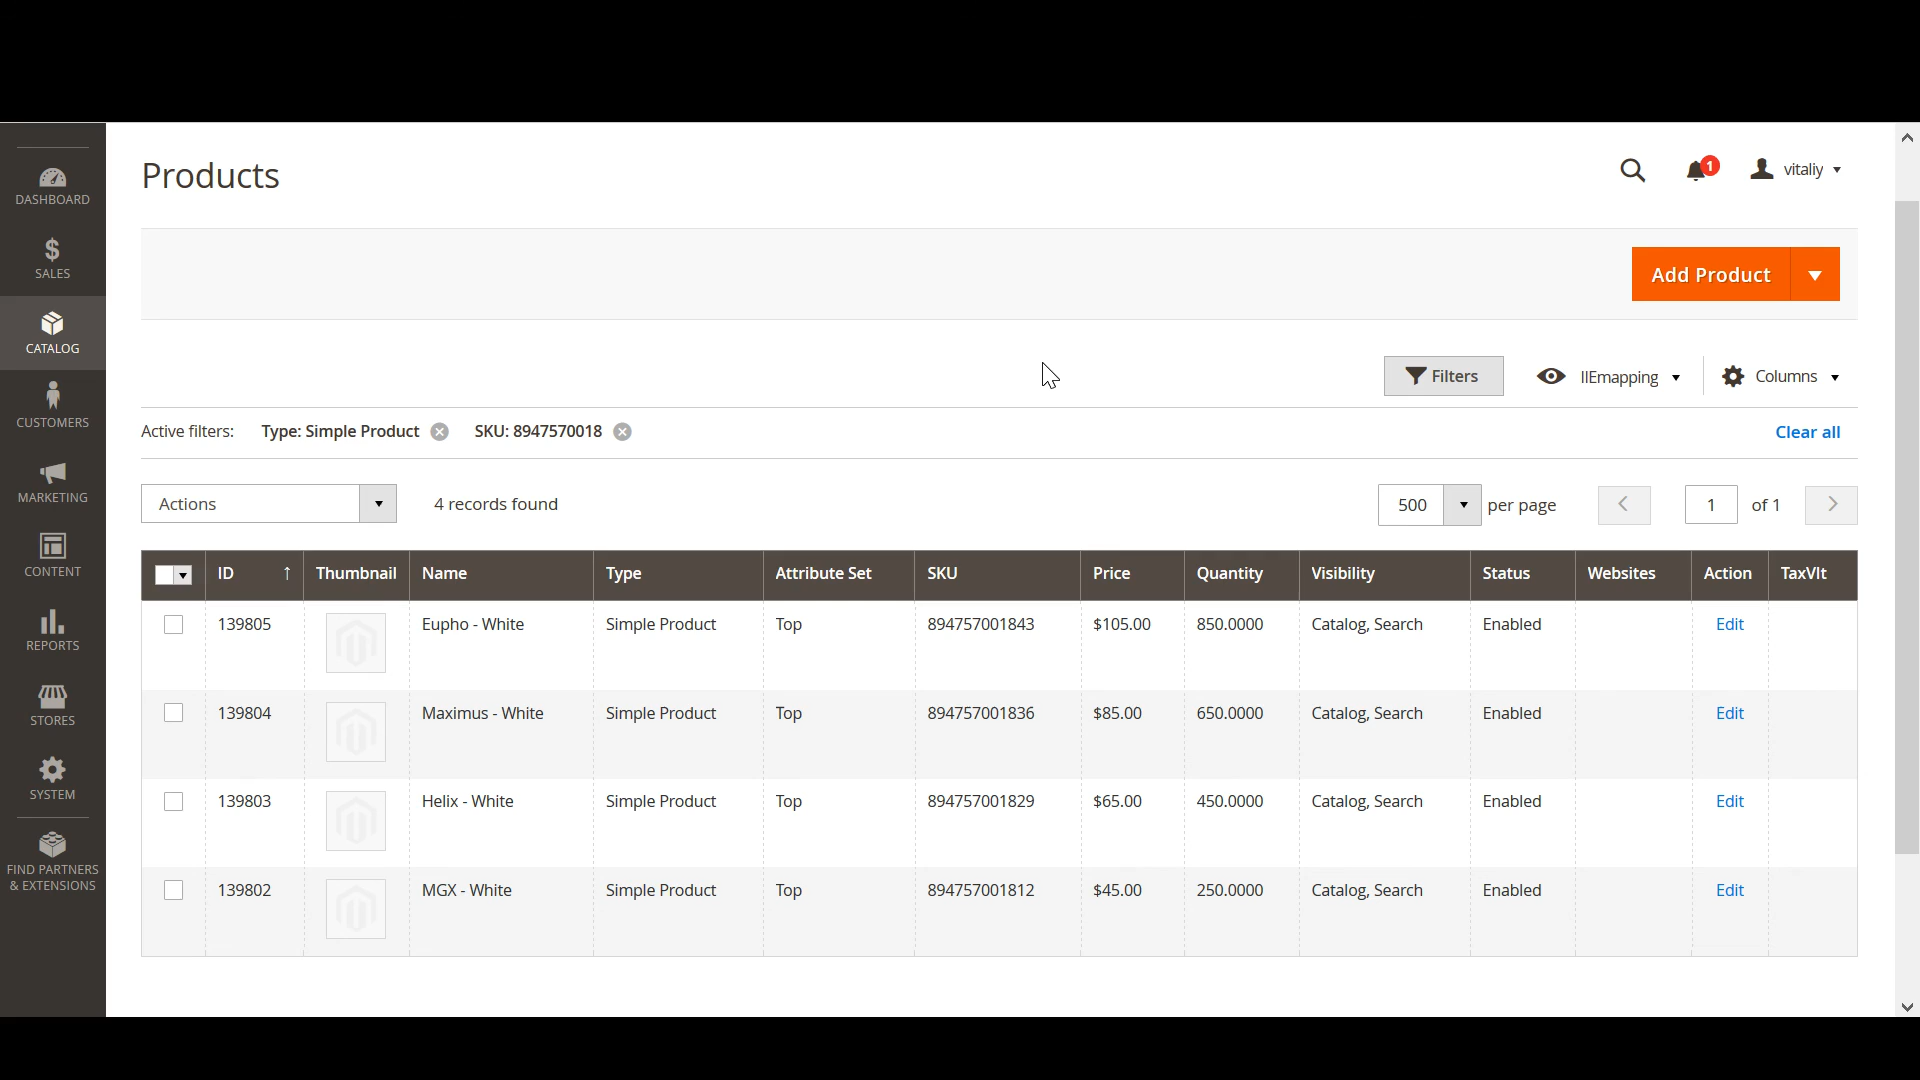 Products
1
vitaliy
Add Product
Filters
IIEmapping
Columns
Active filters: Type: Simple Product SKU: 8947570018 Clear all
Actions 4 records found 500 per page 1 of 1
ID ↑ Thumbnail Name Type Attribute Set SKU Price Quantity Visibility Status Websites Action TaxVIt
139805 Eupho - White Simple Product Top 894757001843 $105.00 850.0000 Catalog, Search Enabled Edit
139804 Maximus - White Simple Product Top 894757001836 $85.00 650.0000 Catalog, Search Enabled Edit
139803 Helix - White Simple Product Top 894757001829 $65.00 450.0000 Catalog, Search Enabled Edit
139802 MGX - White Simple Product Top 894757001812 $45.00 250.0000 Catalog, Search Enabled Edit
DASHBOARD
SALES
CATALOG
CUSTOMERS
MARKETING
CONTENT
REPORTS
STORES
SYSTEM
FIND PARTNERS
& EXTENSIONS